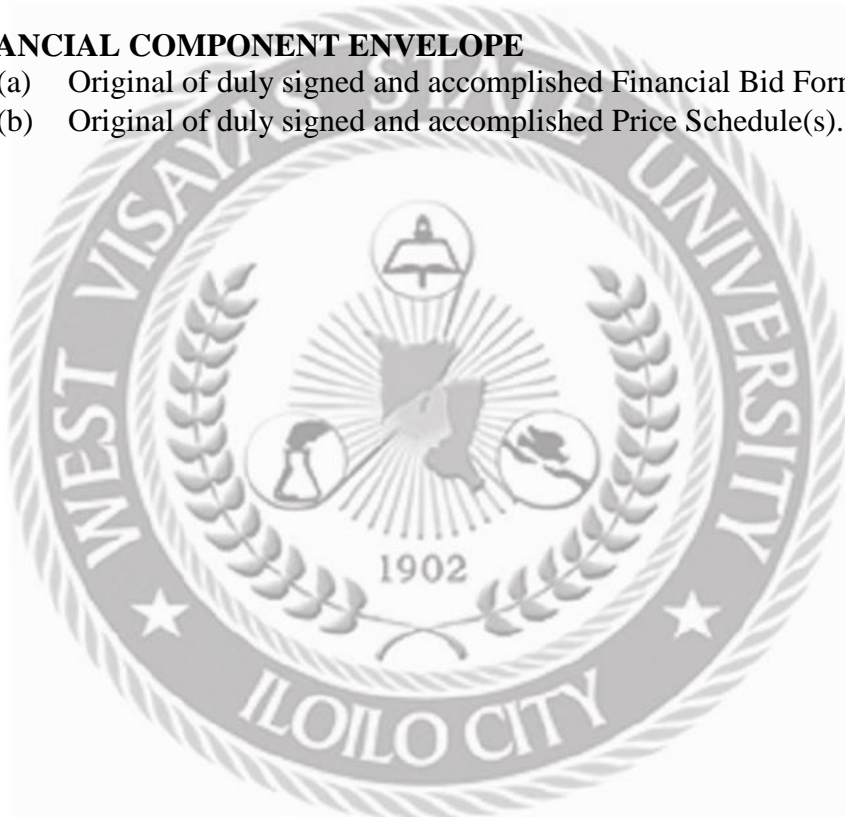 ANCIAL COMPONENT ENVELOPE
(a) Original of duly signed and accomplished Financial Bid Form
(b) Original of duly signed and accomplished Price Schedule(s).
WEST VISAYAS STATE UNIVERSITY
1902
ILOILO CITY